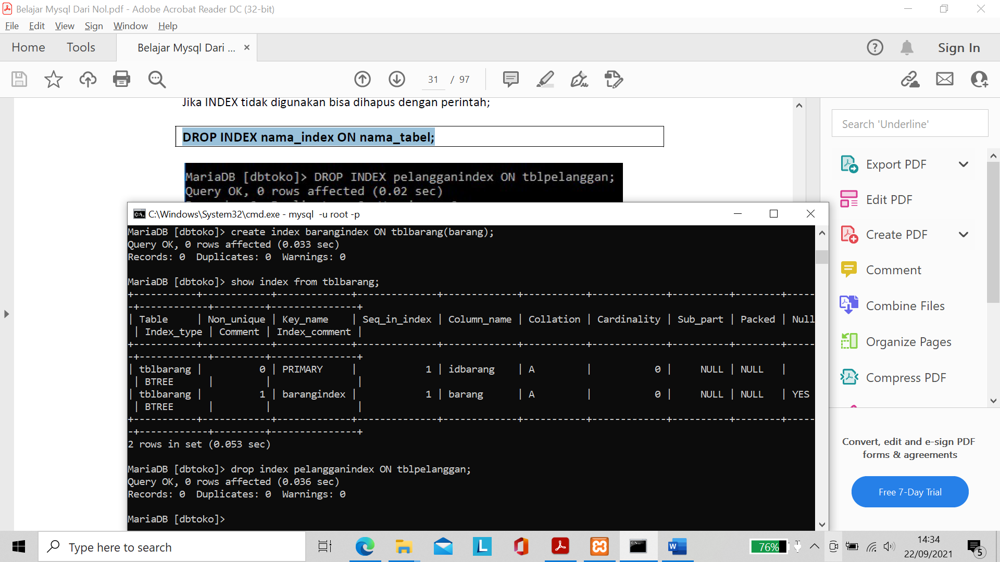 Belajar Mysql Dari Nol.pdf - Adobe Acrobat Reader DC (32-bit)
File Edit View Sign Window Help
Home Tools Belajar Mysql Dari ... × Sign In
31 / 97
Jika INDEX tidak digunakan bisa dihapus dengan perintah;
DROP INDEX nama_index ON nama_tabel;
MariaDB [dbtoko]> DROP INDEX pelangganindex ON tblpelanggan;
Query OK, 0 rows affected (0.02 sec)
C:\Windows\System32\cmd.exe - mysql  -u root -p
MariaDB [dbtoko]> create index barangindex ON tblbarang(barang);
Query OK, 0 rows affected (0.033 sec)
Records: 0  Duplicates: 0  Warnings: 0
MariaDB [dbtoko]> show index from tblbarang;
+-----------+------------+-------------+--------------+-------------+-----------+-------------+----------+--------+-----
-+------------+---------+---------------+
| Table     | Non_unique | Key_name    | Seq_in_index | Column_name | Collation | Cardinality | Sub_part | Packed | Null
 | Index_type | Comment | Index_comment |
+-----------+------------+-------------+--------------+-------------+-----------+-------------+----------+--------+-----
-+------------+---------+---------------+
| tblbarang |          0 | PRIMARY     |            1 | idbarang    | A         |           0 |     NULL | NULL   |
 | BTREE      |         |               |
| tblbarang |          1 | barangindex |            1 | barang      | A         |           0 |     NULL | NULL   | YES
 | BTREE      |         |               |
+-----------+------------+-------------+--------------+-------------+-----------+-------------+----------+--------+-----
-+------------+---------+---------------+
2 rows in set (0.053 sec)
MariaDB [dbtoko]> drop index pelangganindex ON tblpelanggan;
Query OK, 0 rows affected (0.036 sec)
Records: 0  Duplicates: 0  Warnings: 0
MariaDB [dbtoko]>
Search 'Underline'
Export PDF
Edit PDF
Create PDF
Comment
Combine Files
Organize Pages
Compress PDF
Convert, edit and e-sign PDF
forms & agreements
Free 7-Day Trial
Type here to search
76%
14:34
22/09/2021
5